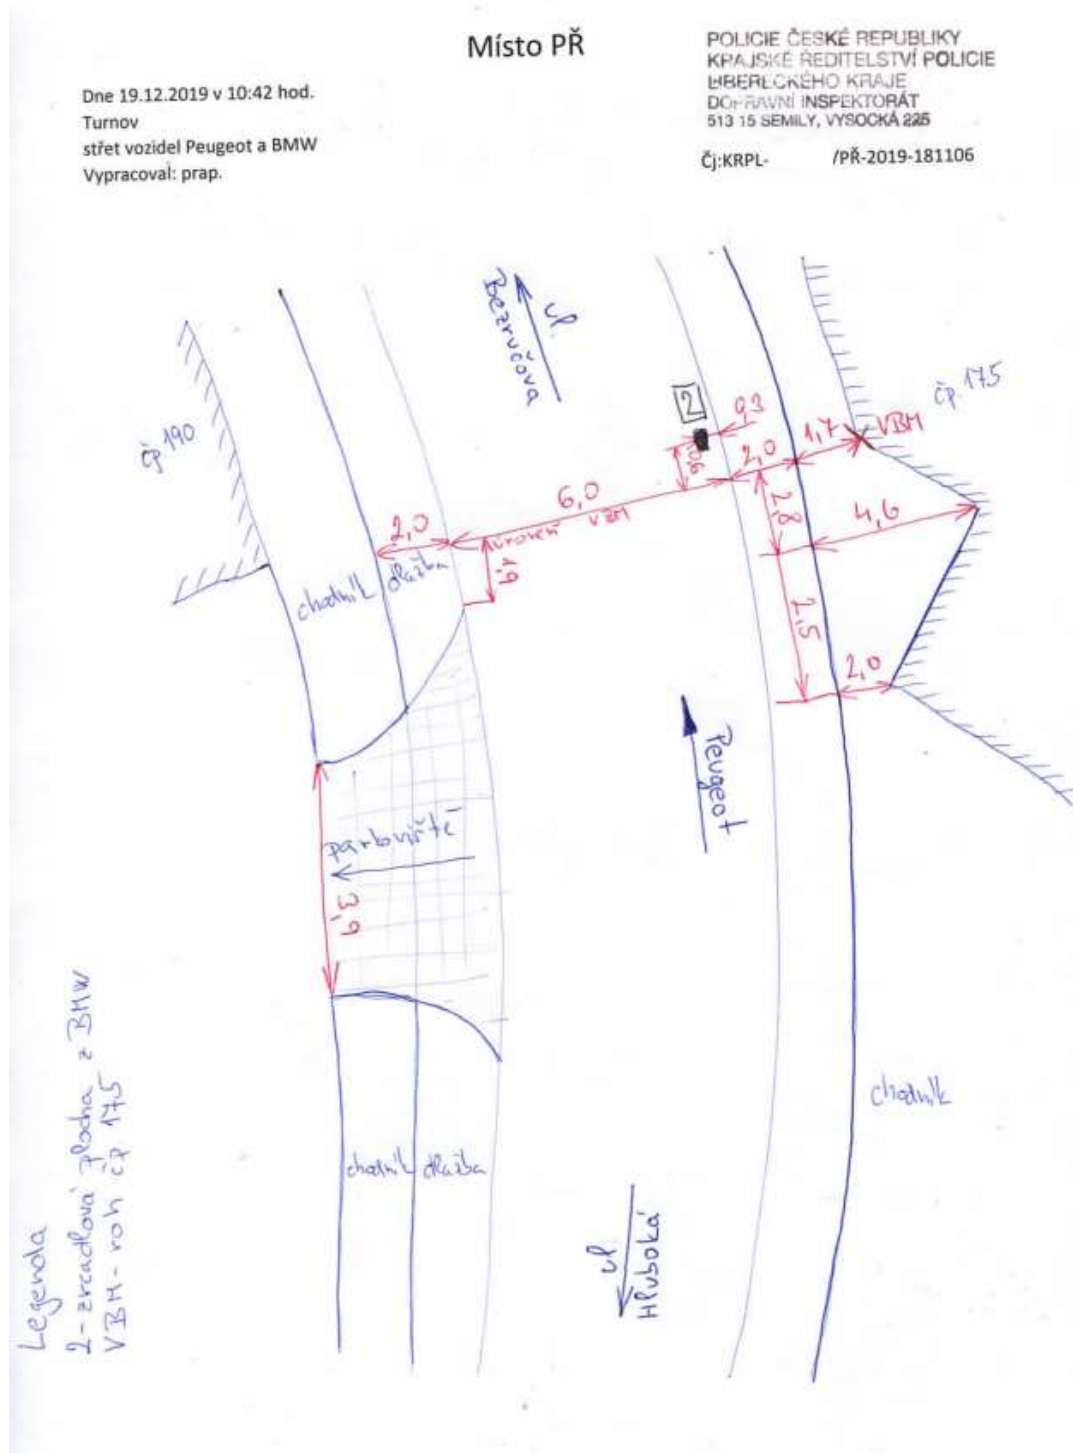 Místo PŘ
POLICIE ČESKÉ REPUBLIKY
KRAJSKÉ ŘEDITELSTVÍ POLICIE
LIBERECKÉHO KRAJE
DOPRAVNÍ INSPEKTORÁT
513 15 SEMILY, VYSOCKÁ 225
Dne 19.12.2019 v 10:42 hod.
Turnov
střet vozidel Peugeot a BMW
Vypracoval: prap.
Čj:KRPL- /PŘ-2019-181106
ul.
Bezručova
čp 190
čp. 175
2
0,3
1,7
VBM
2,0
0,6
6,0
úroveň VBM
2,0
2,8
4,6
1,9
chodník
dlažba
2,5
2,0
Peugeot
parkoviště
3,9
chodník
chodník
dlažba
ul.
Hluboká
Legenda
2 - zrcadlová plocha z BMW
VBM - roh čp 175